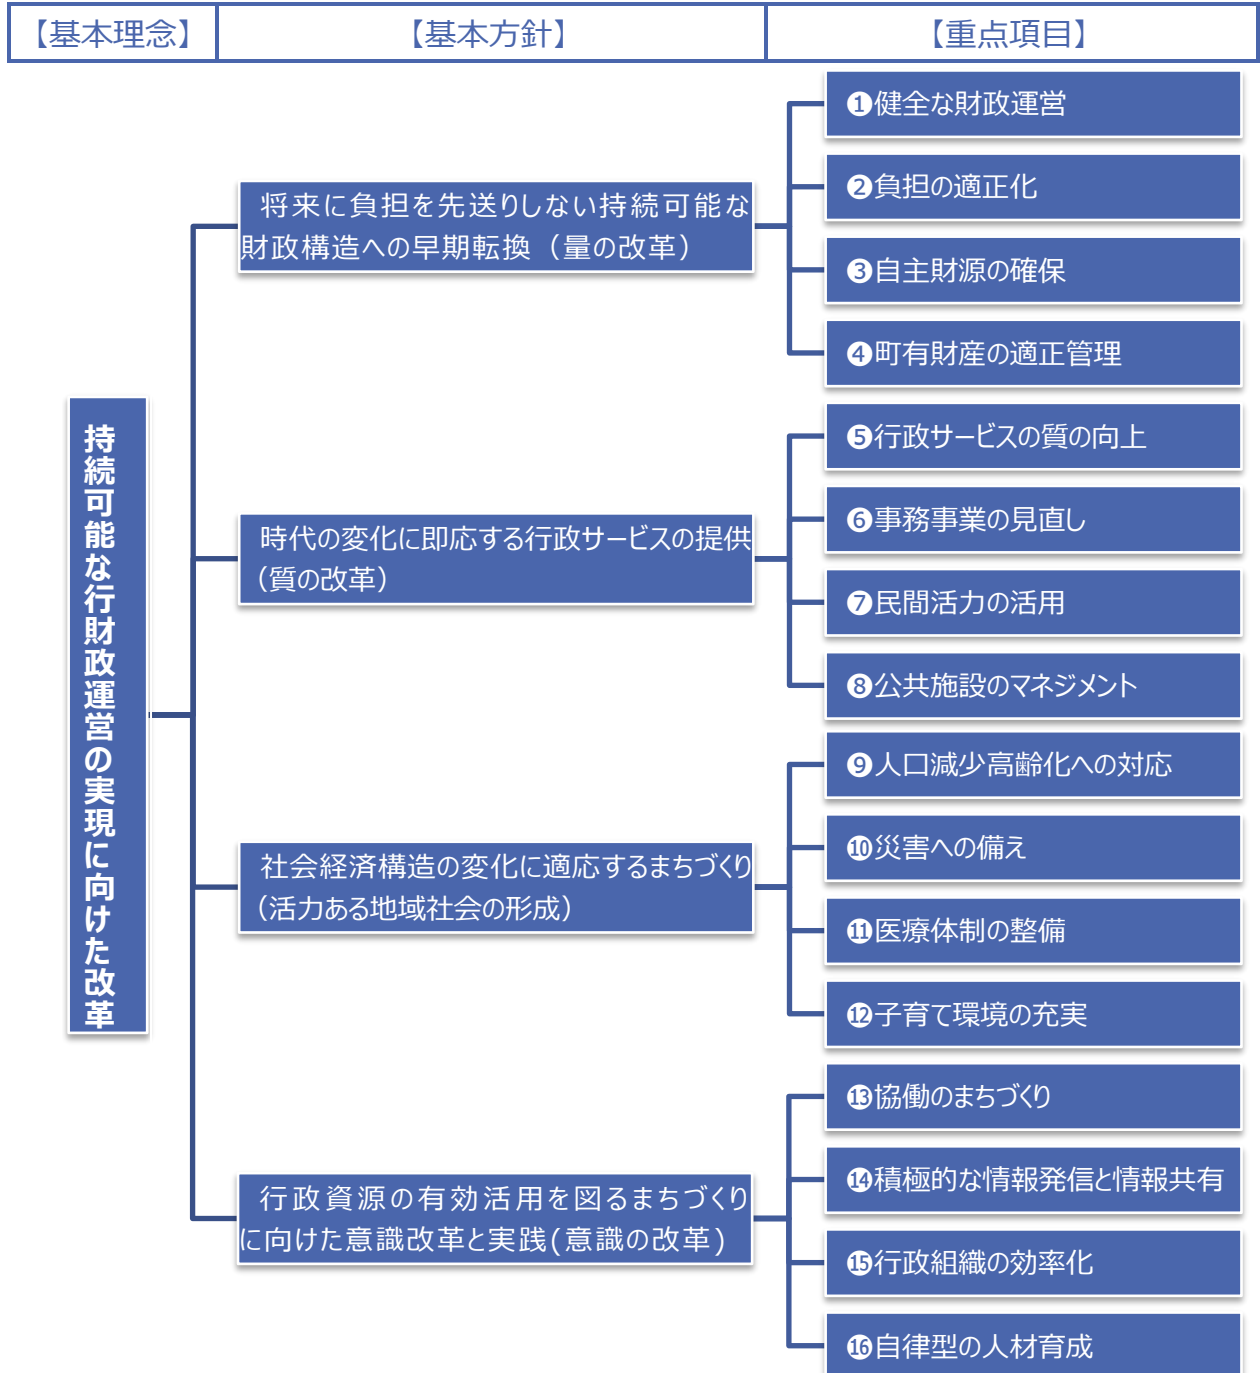 【基本理念】
【基本方針】
【重点項目】
持続可能な行財政運営の実現に向けた改革
将来に負担を先送りしない持続可能な
財政構造への早期転換（量の改革）
❶健全な財政運営
❷負担の適正化
❸自主財源の確保
❹町有財産の適正管理
時代の変化に即応する行政サービスの提供
（質の改革）
❺行政サービスの質の向上
❻事務事業の見直し
❼民間活力の活用
❽公共施設のマネジメント
社会経済構造の変化に適応するまちづくり
（活力ある地域社会の形成）
❾人口減少高齢化への対応
❿災害への備え
⓫医療体制の整備
⓬子育て環境の充実
行政資源の有効活用を図るまちづくり
に向けた意識改革と実践(意識の改革)
⓭協働のまちづくり
⓮積極的な情報発信と情報共有
⓯行政組織の効率化
⓰自律型の人材育成